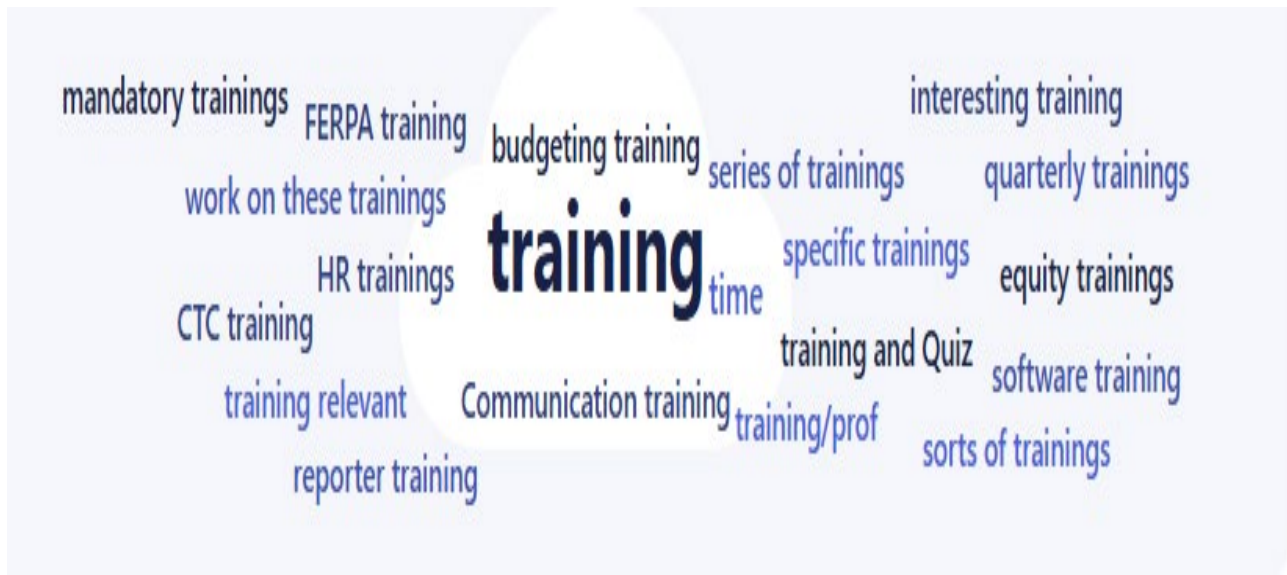 mandatory trainings
FERPA training
budgeting training
interesting training
series of trainings
quarterly trainings
work on these trainings
training
specific trainings
HR trainings
time
equity trainings
CTC training
training and Quiz
software training
training relevant
Communication training
training/prof
sorts of trainings
reporter training